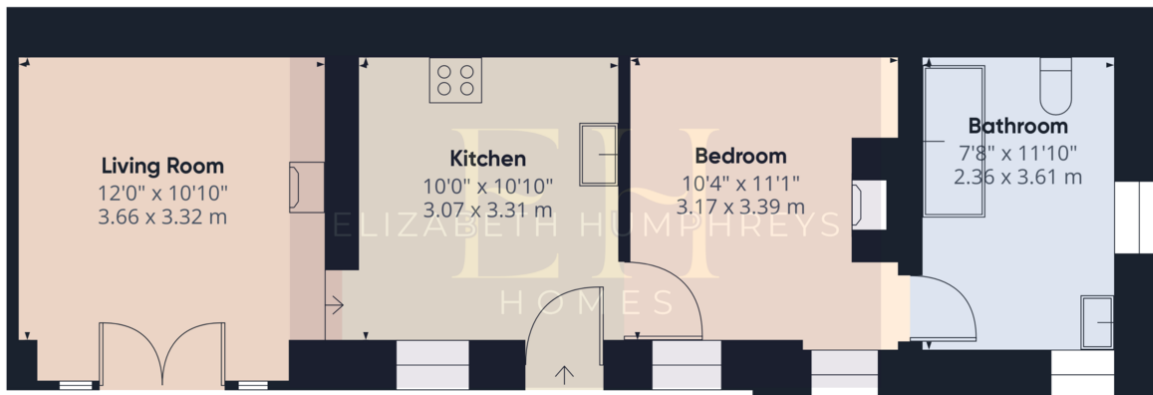 Living Room
12'0" x 10'10"
3.66 x 3.32 m
Kitchen
10'0" x 10'10"
3.07 x 3.31 m
Bedroom
10'4" x 11'1"
3.17 x 3.39 m
Bathroom
7'8" x 11'10"
2.36 x 3.61 m
EH
ELIZABETH HUMPHREYS
HOMES